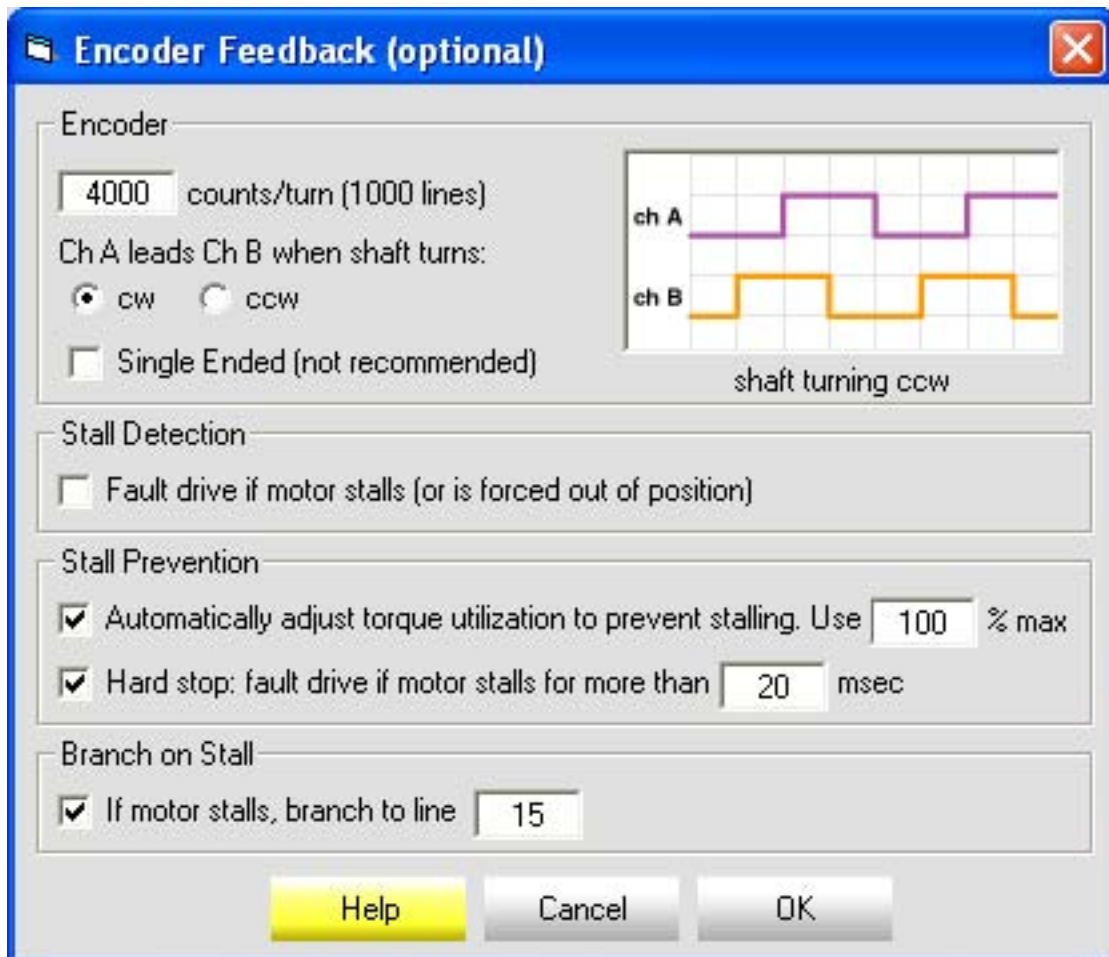 Encoder Feedback (optional)
Encoder
4000 counts/turn (1000 lines)
Ch A leads Ch B when shaft turns:
cw ccw
Single Ended (not recommended)
ch A
ch B
shaft turning ccw
Stall Detection
Fault drive if motor stalls (or is forced out of position)
Stall Prevention
Automatically adjust torque utilization to prevent stalling. Use 100 % max
Hard stop: fault drive if motor stalls for more than 20 msec
Branch on Stall
If motor stalls, branch to line 15
Help Cancel OK